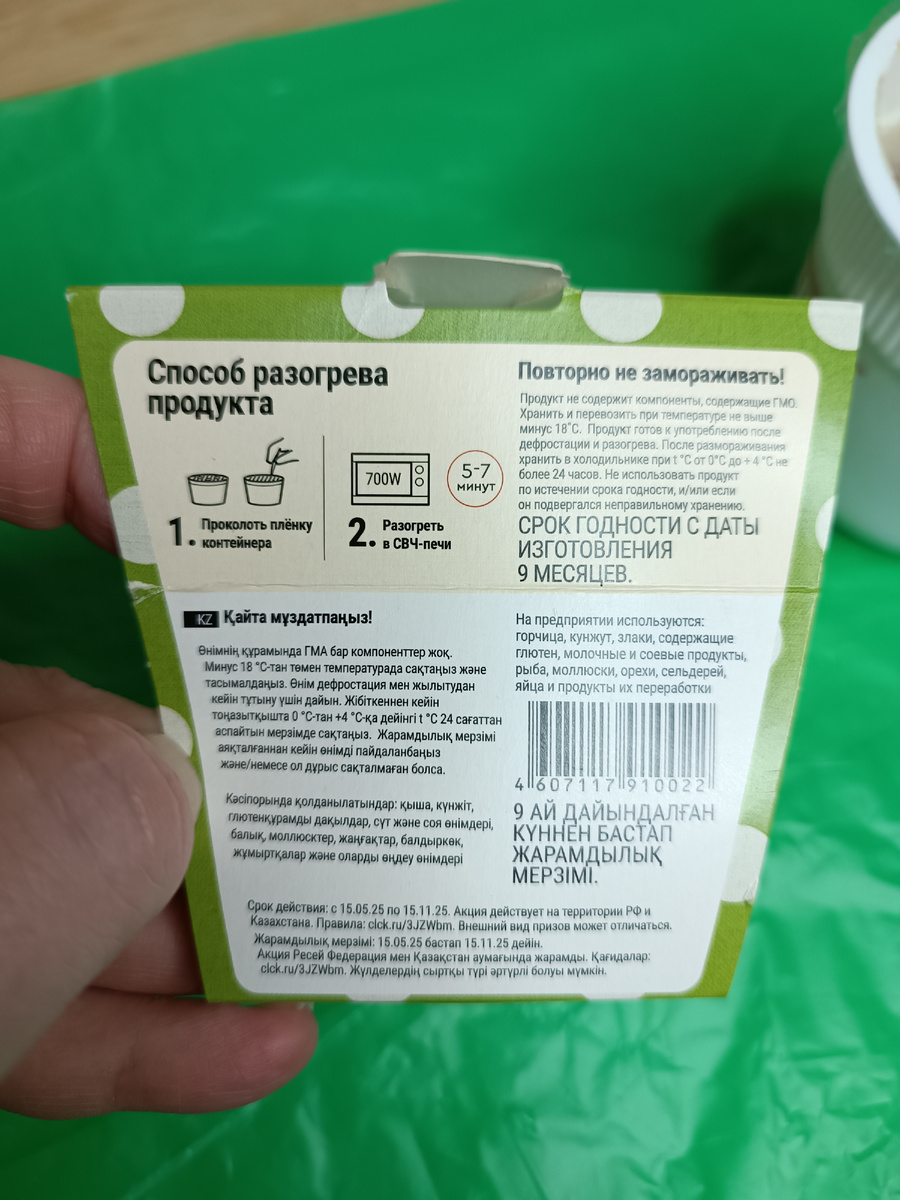 Способ разогрева
продукта
700W
5-7
минут
1. Проколоть плёнку
контейнера
2. Разогреть
в СВЧ-печи
Повторно не замораживать!
Продукт не содержит компоненты, содержащие ГМО.
Хранить и перевозить при температуре не выше
минус 18˚С. Продукт готов к употреблению после
дефростации и разогрева. После размораживания
хранить в холодильнике при t °С от 0°С до + 4 °С не
более 24 часов. Не использовать продукт
по истечении срока годности, и/или если
он подвергался неправильному хранению.
СРОК ГОДНОСТИ С ДАТЫ
ИЗГОТОВЛЕНИЯ
9 МЕСЯЦЕВ.
KZ Қайта мұздатпаңыз!
Өнімнің құрамында ГМА бар компоненттер жоқ.
Минус 18 °С-тан төмен температурада сақтаңыз және
тасымалдаңыз. Өнім дефростация мен жылытудан
кейін тұтыну үшін дайын. Жібіткеннен кейін
тоңазытқышта 0 °С-тан +4 °С-қа дейінгі t °С 24 сағаттан
аспайтын мерзімде сақтаңыз. Жарамдылық мерзімі
аяқталғаннан кейін өнімді пайдаланбаңыз
және/немесе ол дұрыс сақталмаған болса.
Кәсіпорында қолданылатындар: қыша, күнжіт,
глютенқұрамды дақылдар, сүт және соя өнімдері,
балық, моллюсктер, жаңғақтар, балдыркөк,
жұмыртқалар және оларды өңдеу өнімдері
На предприятии используются:
горчица, кунжут, злаки, содержащие
глютен, молочные и соевые продукты,
рыба, моллюски, орехи, сельдерей,
яйца и продукты их переработки
4 607117 910022
9 АЙ ДАЙЫНДАЛҒАН
КҮННЕН БАСТАП
ЖАРАМДЫЛЫҚ
МЕРЗІМІ.
Срок действия: с 15.05.25 по 15.11.25. Акция действует на территории РФ и
Казахстана. Правила: clck.ru/3JZWbm. Внешний вид призов может отличаться.
Жарамдылық мерзімі: 15.05.25 бастап 15.11.25 дейін.
Акция Ресей Федерация мен Қазақстан аумағында жарамды. Қағидалар:
clck.ru/3JZWbm. Жүлделердің сыртқы түрі әртүрлі болуы мүмкін.